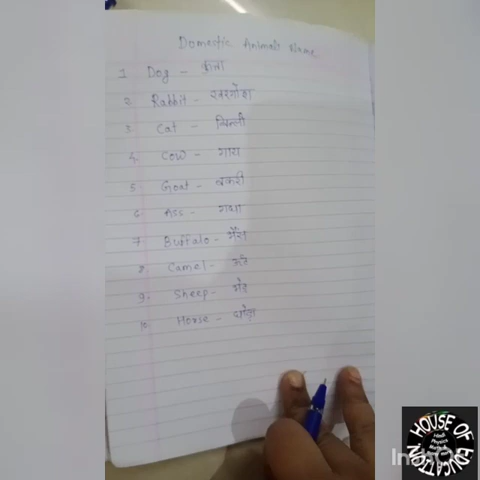 Domestic Animals Name
1. Dog - कुत्ता
2. Rabbit - खरगोश
3. Cat - बिल्ली
4. Cow - गाय
5. Goat - बकरी
6. Ass - गधा
7. Buffalo - भैंस
8. Camel - ऊँट
9. Sheep - भेड़
10. Horse - घोड़ा
HOUSE OF EDUCATION
Hindi